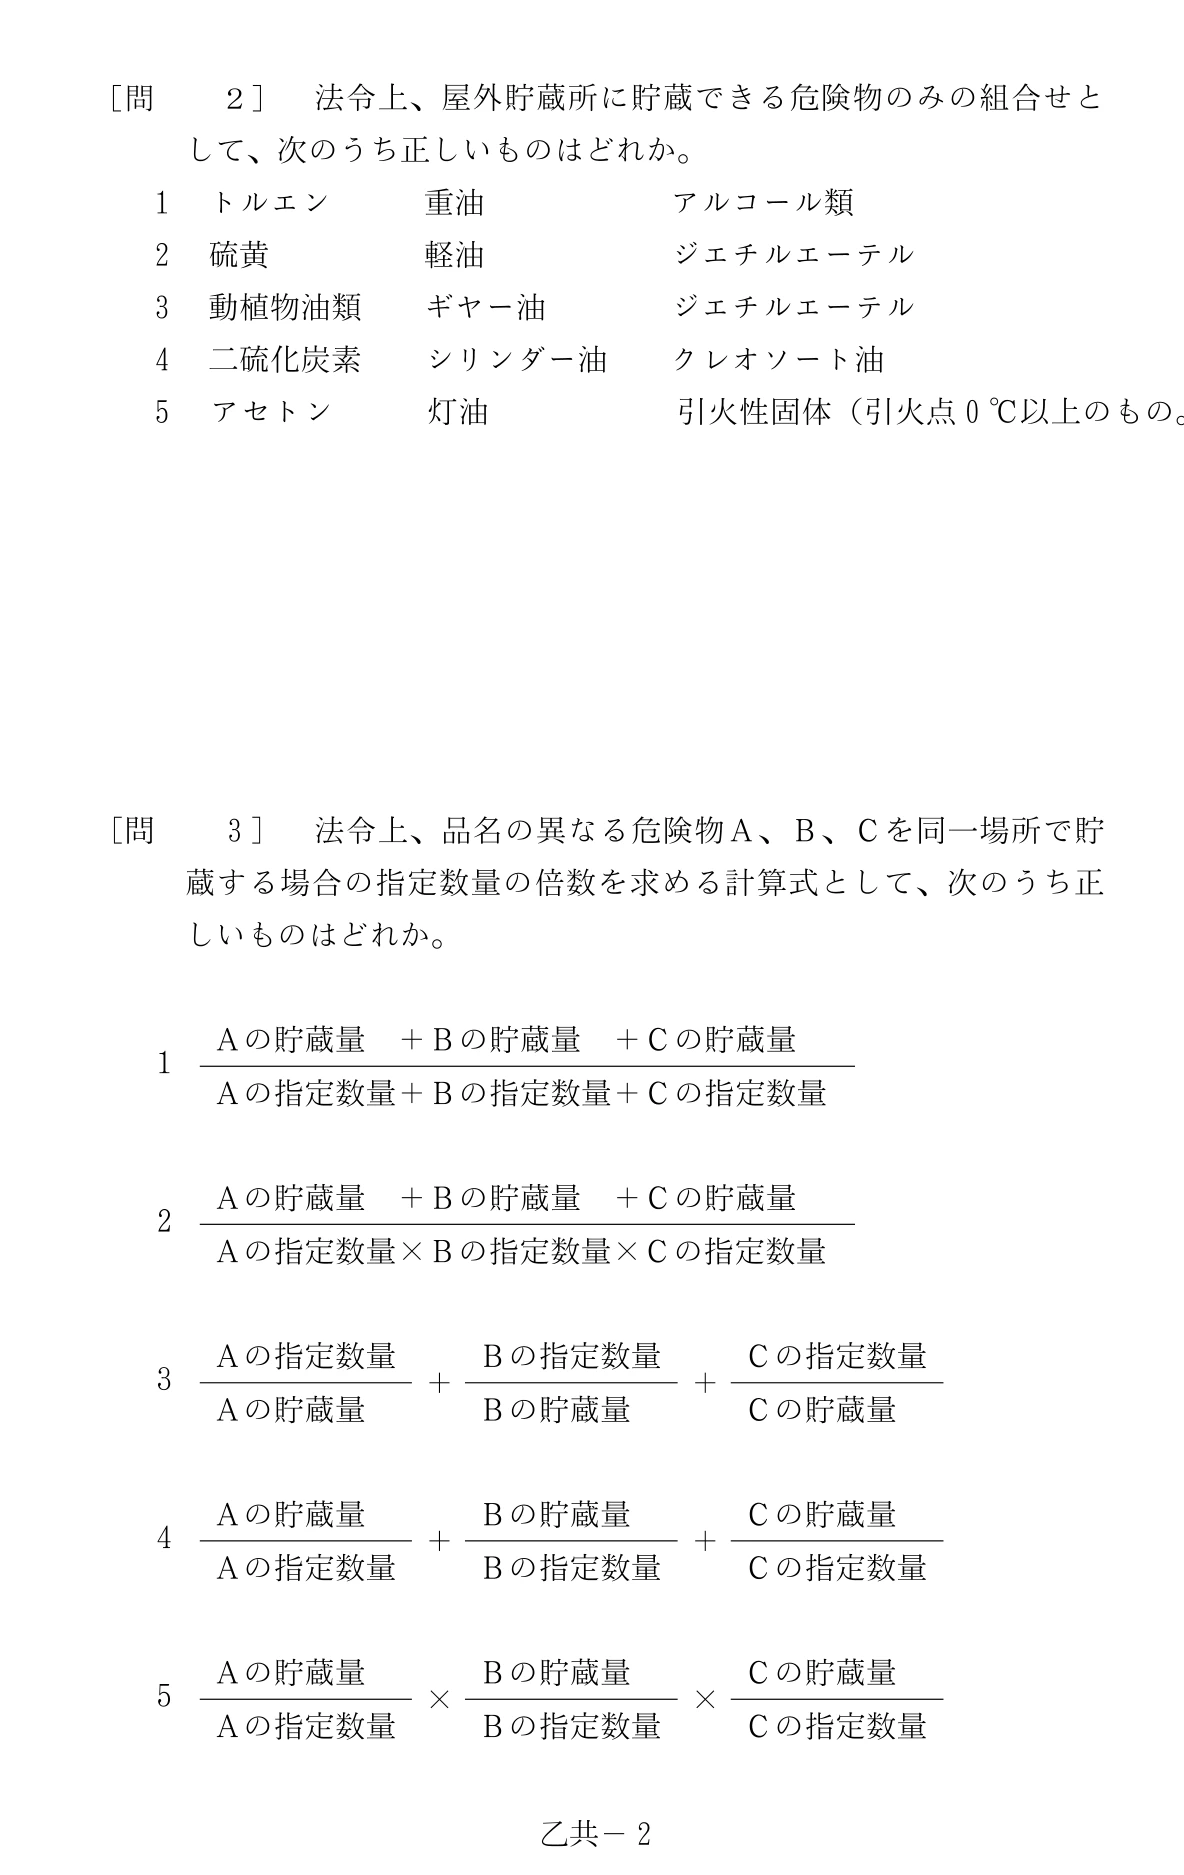 ［問　　２］　法令上、屋外貯蔵所に貯蔵できる危険物のみの組合せと
して、次のうち正しいものはどれか。
1　トルエン　　　重油　　　　　　アルコール類
2　硫黄　　　　　軽油　　　　　　ジエチルエーテル
3　動植物油類　　ギヤー油　　　　ジエチルエーテル
4　二硫化炭素　　シリンダー油　　クレオソート油
5　アセトン　　　灯油　　　　　　引火性固体（引火点0℃以上のもの。
［問　　3］　法令上、品名の異なる危険物Ａ、Ｂ、Ｃを同一場所で貯
蔵する場合の指定数量の倍数を求める計算式として、次のうち正
しいものはどれか。
Ａの貯蔵量　＋Ｂの貯蔵量　＋Ｃの貯蔵量
1
Ａの指定数量＋Ｂの指定数量＋Ｃの指定数量
Ａの貯蔵量　＋Ｂの貯蔵量　＋Ｃの貯蔵量
2
Ａの指定数量×Ｂの指定数量×Ｃの指定数量
Ａの指定数量　Ｂの指定数量　Ｃの指定数量
3　＋　＋
Ａの貯蔵量　Ｂの貯蔵量　Ｃの貯蔵量
Ａの貯蔵量　Ｂの貯蔵量　Ｃの貯蔵量
4　＋　＋
Ａの指定数量　Ｂの指定数量　Ｃの指定数量
Ａの貯蔵量　Ｂの貯蔵量　Ｃの貯蔵量
5　×　×
Ａの指定数量　Ｂの指定数量　Ｃの指定数量
乙共－2